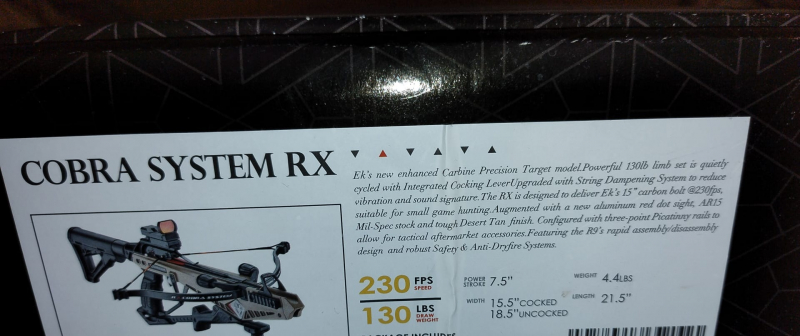 COBRA SYSTEM RX
Ek's new enhanced Carbine Precision Target model.Powerful 130lb limb set is quietly
cycled with Integrated Cocking LeverUpgraded with String Dampening System to reduce
vibration and sound signature.The RX is designed to deliver Ek's 15" carbon bolt @230fps,
suitable for small game hunting.Augmented with a new aluminum red dot sight, AR15
Mil-Spec stock and tough Desert Tan finish. Configured with three-point Picatinny rails to
allow for tactical aftermarket accessories.Featuring the R9's rapid assembly/disassembly
design and robust Safety & Anti-Dryfire Systems.
230 FPS SPEED
130 LBS DRAW WEIGHT
POWER STROKE 7.5"
WIDTH 15.5"COCKED
18.5"UNCOCKED
WEIGHT 4.4LBS
LENGTH 21.5"
COBRA SYSTEM